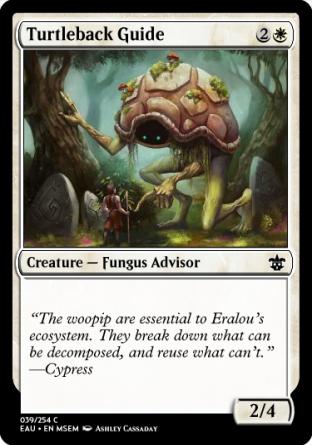 Turtleback Guide 2
Creature — Fungus Advisor
“The woopip are essential to Eralou’s
ecosystem. They break down what can
be decomposed, and reuse what can’t.”
—Cypress
2/4
039/254 C
EAU • EN MSEM Ashley Cassaday